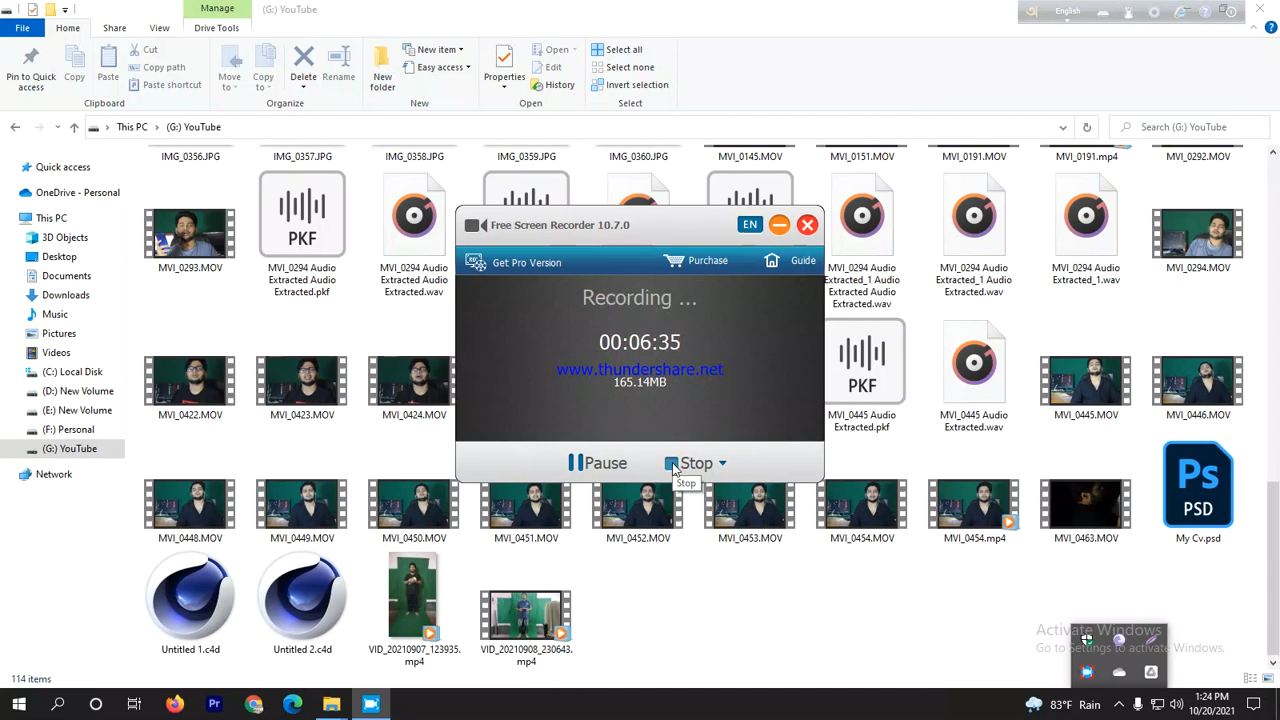 Manage
(G:) YouTube
English
File
Home
Share
View
Drive Tools
Pin to Quick
access
Copy
Paste
Cut
Copy path
Paste shortcut
Move
to
Copy
to
Delete
Rename
New
folder
New item
Easy access
Properties
Open
Edit
History
Select all
Select none
Invert selection
Clipboard
Organize
New
Open
Select
This PC
(G:) YouTube
Search (G:) YouTube
Quick access
OneDrive - Personal
This PC
3D Objects
Desktop
Documents
Downloads
Music
Pictures
Videos
(C:) Local Disk
(D:) New Volume
(E:) New Volume
(F:) Personal
(G:) YouTube
Network
IMG_0356.JPG
IMG_0357.JPG
IMG_0358.JPG
IMG_0359.JPG
IMG_0360.JPG
MVI_0145.MOV
MVI_0151.MOV
MVI_0191.MOV
MVI_0191.mp4
MVI_0292.MOV
PKF
MVI_0293.MOV
MVI_0294 Audio
Extracted Audio
Extracted.pkf
MVI_0294 Audio
Extracted Audio
Extracted.wav
MVI_0294 Audio
Extracted_1 Audio
Extracted Audio
Extracted.wav
MVI_0294 Audio
Extracted_1 Audio
Extracted.wav
MVI_0294 Audio
Extracted_1.wav
MVI_0294.MOV
Free Screen Recorder 10.7.0
EN
Get Pro Version
Purchase
Guide
Recording ...
00:06:35
www.thundershare.net
165.14MB
Pause
Stop
Stop
MVI_0422.MOV
MVI_0423.MOV
MVI_0424.MOV
PKF
MVI_0445 Audio
Extracted.pkf
MVI_0445 Audio
Extracted.wav
MVI_0445.MOV
MVI_0446.MOV
MVI_0448.MOV
MVI_0449.MOV
MVI_0450.MOV
MVI_0451.MOV
MVI_0452.MOV
MVI_0453.MOV
MVI_0454.MOV
MVI_0454.mp4
MVI_0463.MOV
Ps
PSD
My Cv.psd
Untitled 1.c4d
Untitled 2.c4d
VID_20210907_123935.
mp4
VID_20210908_230643.
mp4
Activate Windows
Go to Settings to activate Windows.
114 items
Pr
83°F Rain
1:24 PM
10/20/2021